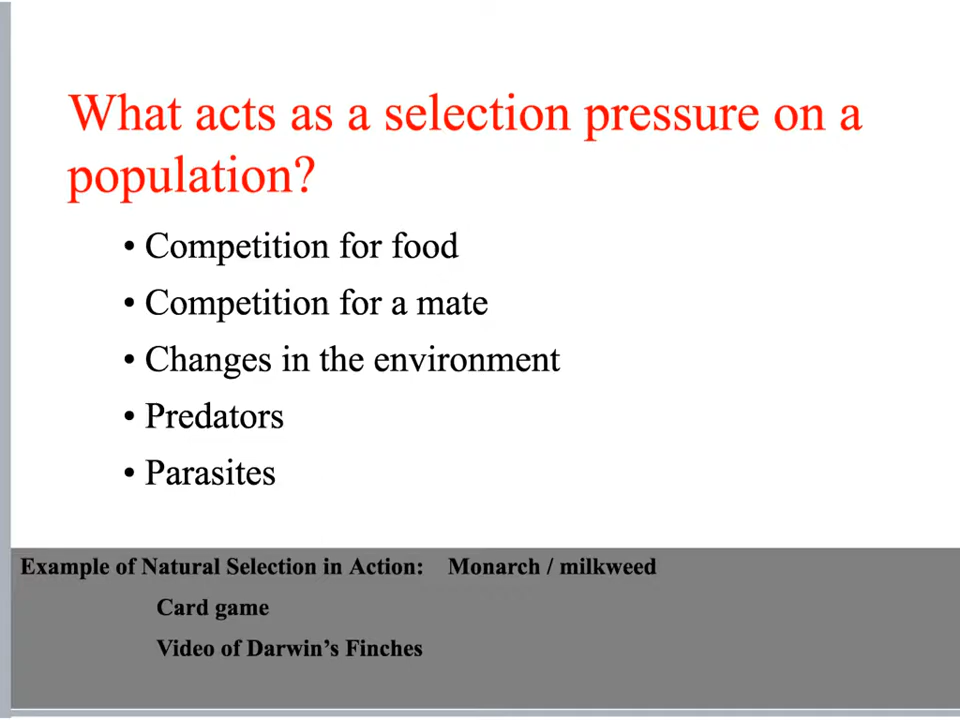 What acts as a selection pressure on a
population?
• Competition for food
• Competition for a mate
• Changes in the environment
• Predators
• Parasites
Example of Natural Selection in Action: Monarch / milkweed
Card game
Video of Darwin’s Finches